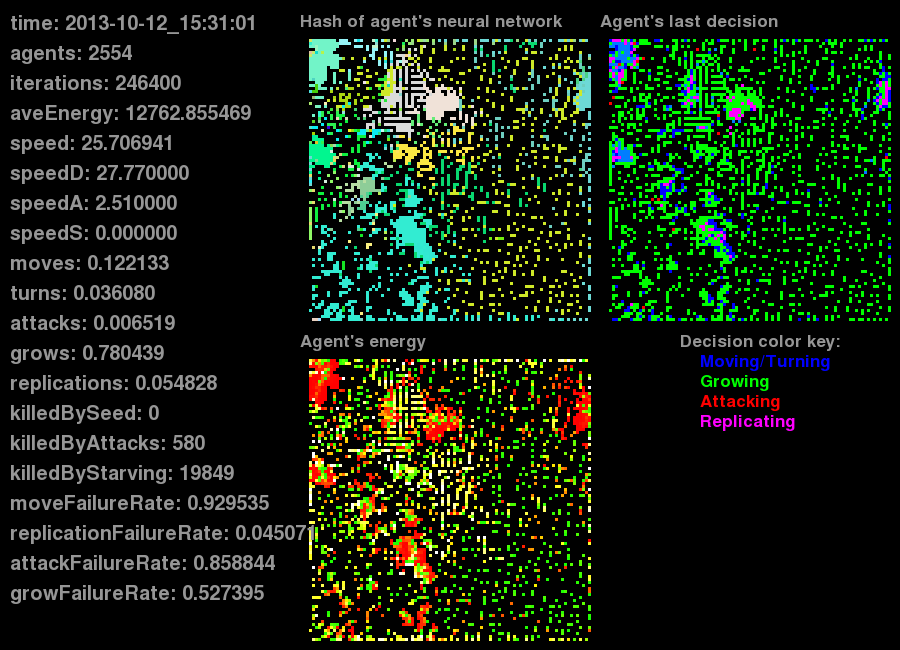 time: 2013-10-12_15:31:01
agents: 2554
iterations: 246400
aveEnergy: 12762.855469
speed: 25.706941
speedD: 27.770000
speedA: 2.510000
speedS: 0.000000
moves: 0.122133
turns: 0.036080
attacks: 0.006519
grows: 0.780439
replications: 0.054828
killedBySeed: 0
killedByAttacks: 580
killedByStarving: 19849
moveFailureRate: 0.929535
replicationFailureRate: 0.045071
attackFailureRate: 0.858844
growFailureRate: 0.527395
Hash of agent's neural network
Agent's last decision
Agent's energy
Decision color key:
Moving/Turning
Growing
Attacking
Replicating